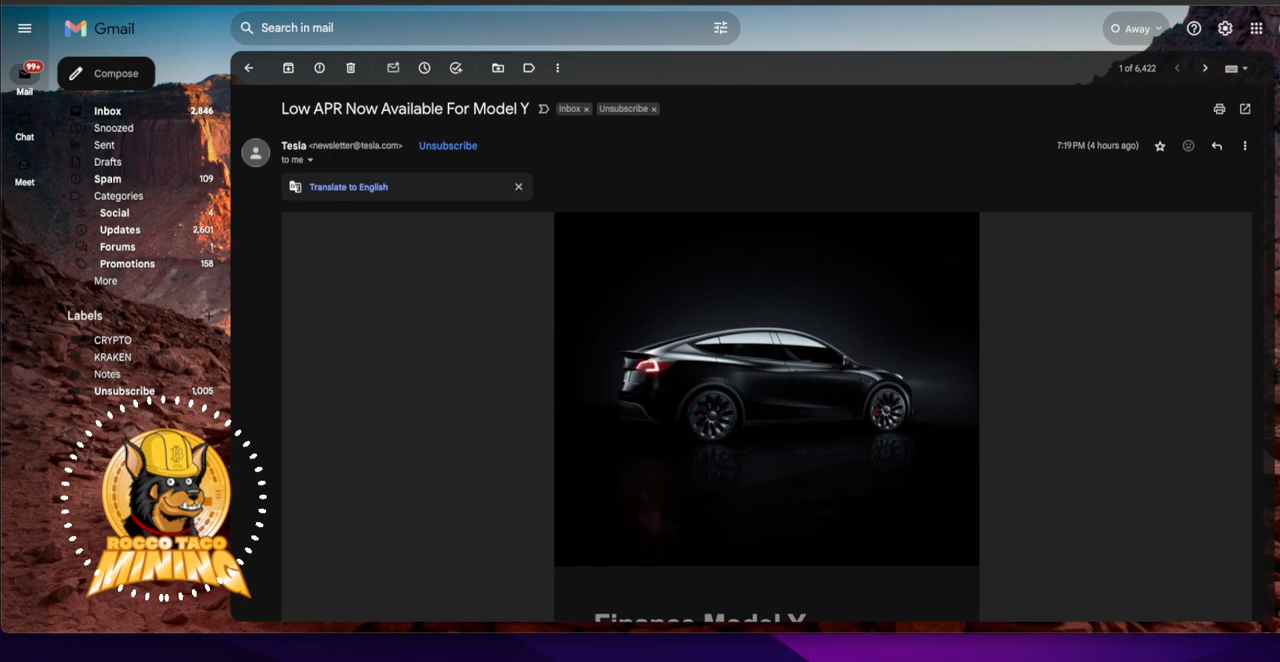 Gmail
Search in mail
Away
99+
Mail
Compose
1 of 6,422
Inbox 2,846
Low APR Now Available For Model Y Inbox × Unsubscribe ×
Snoozed
Chat
Sent
Tesla <newsletter@tesla.com> Unsubscribe 7:19 PM (4 hours ago)
Drafts
to me
Spam 109
Meet
Translate to English
Categories
Social 4
Updates 2,601
Forums 1
Promotions 158
More
Labels
CRYPTO
KRAKEN
Notes
Unsubscribe 1,005
ROCCO TACO
MINING
Finance Model Y